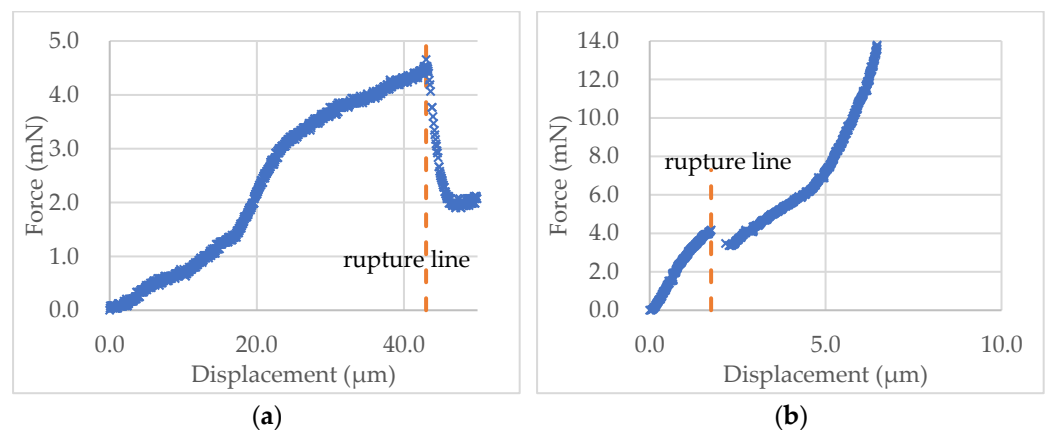 5.0
4.0
3.0
2.0
1.0
0.0
Force (mN)
rupture line
0.0 20.0 40.0
Displacement (μm)
(a)
14.0
12.0
10.0
8.0
6.0
4.0
2.0
0.0
Force (mN)
rupture line
0.0 5.0 10.0
Displacement (μm)
(b)